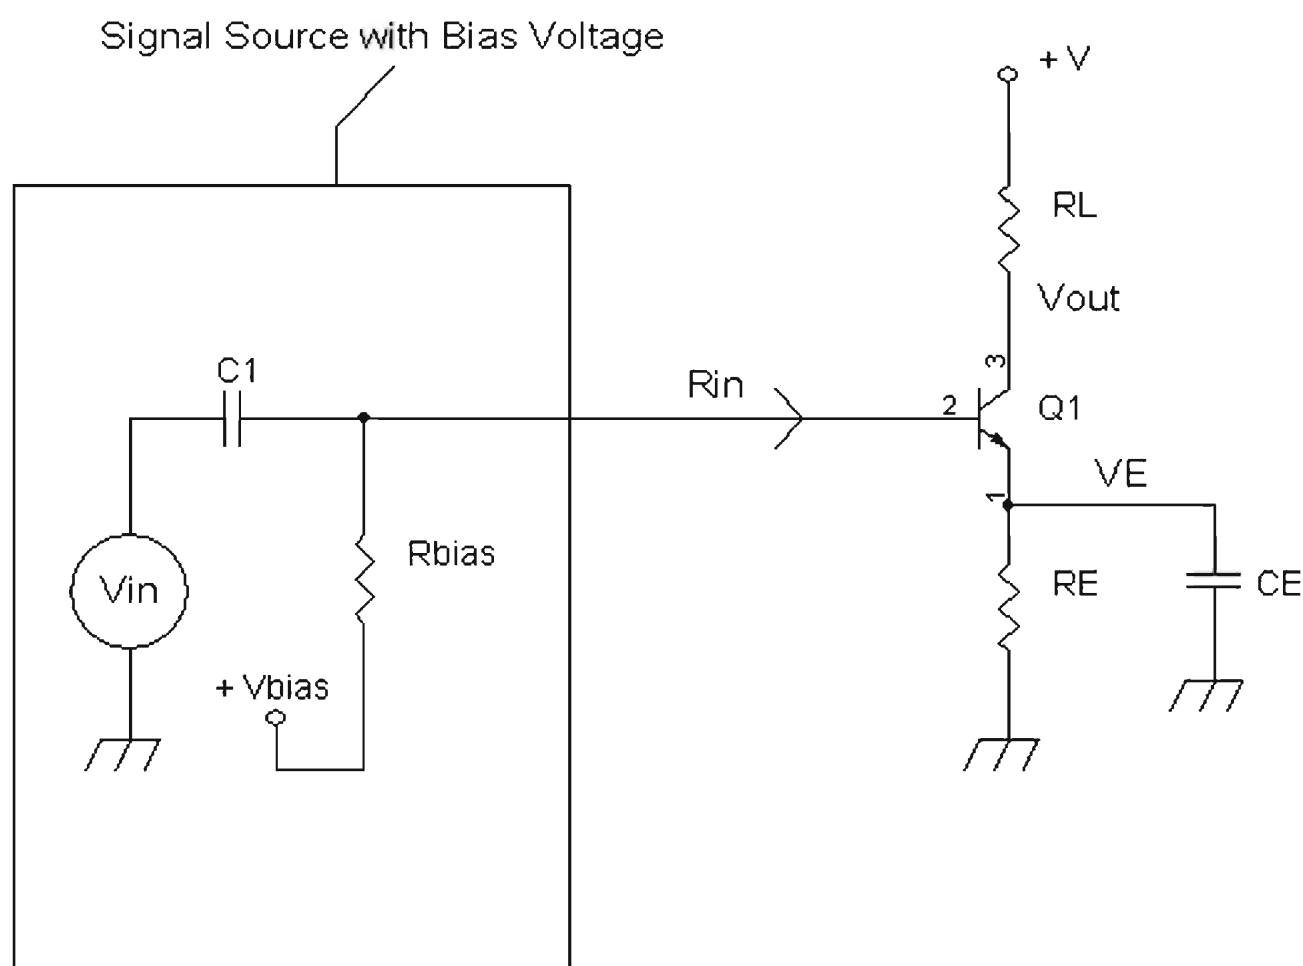 Signal Source with Bias Voltage
+ V
RL
Vout
C1
Rin
3
2
Q1
VE
1
Rbias
Vin
RE
CE
+ Vbias